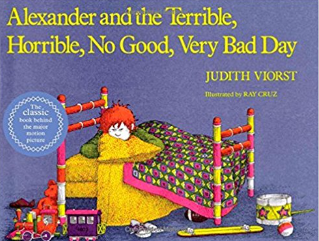 Alexander and the Terrible,
Horrible, No Good, Very Bad Day
JUDITH VIORST
Illustrated by RAY CRUZ
The
classic
book behind
the major
motion
picture